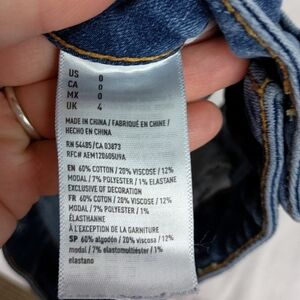 US 0
CA 0
MX 0
UK 4
MADE IN CHINA / FABRIQUÉ EN CHINE /
HECHO EN CHINA
RN 54485/CA 03873
RFC# AEM12060SU9A
EN 60% COTTON / 20% VISCOSE / 12%
MODAL / 7% POLYESTER / 1% ELASTANE
EXCLUSIVE OF DECORATION
FR 60% COTON / 20% VISCOSE / 12%
MODAL / 7% POLYESTER / 1%
ÉLASTHANNE
À L'EXCEPTION DE LA GARNITURE
SP 60% algodón / 20% viscosa / 12%
modal / 7% elastomultiéster / 1%
elastano